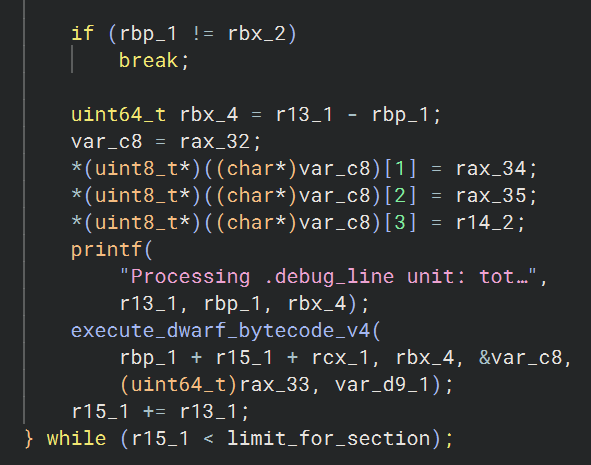 if (rbp_1 != rbx_2)
break;
uint64_t rbx_4 = r13_1 - rbp_1;
var_c8 = rax_32;
*(uint8_t*)((char*)var_c8)[1] = rax_34;
*(uint8_t*)((char*)var_c8)[2] = rax_35;
*(uint8_t*)((char*)var_c8)[3] = r14_2;
printf(
"Processing .debug_line unit: tot…",
r13_1, rbp_1, rbx_4);
execute_dwarf_bytecode_v4(
rbp_1 + r15_1 + rcx_1, rbx_4, &var_c8,
(uint64_t)rax_33, var_d9_1);
r15_1 += r13_1;
} while (r15_1 < limit_for_section);